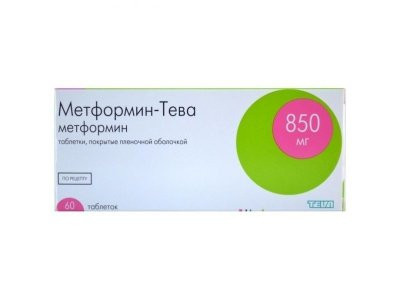 Метформин-Тева
метформин
таблетки, покрытые пленочной оболочкой
850
МГ
ПО РЕЦЕПТУ
60 таблеток
TEVA